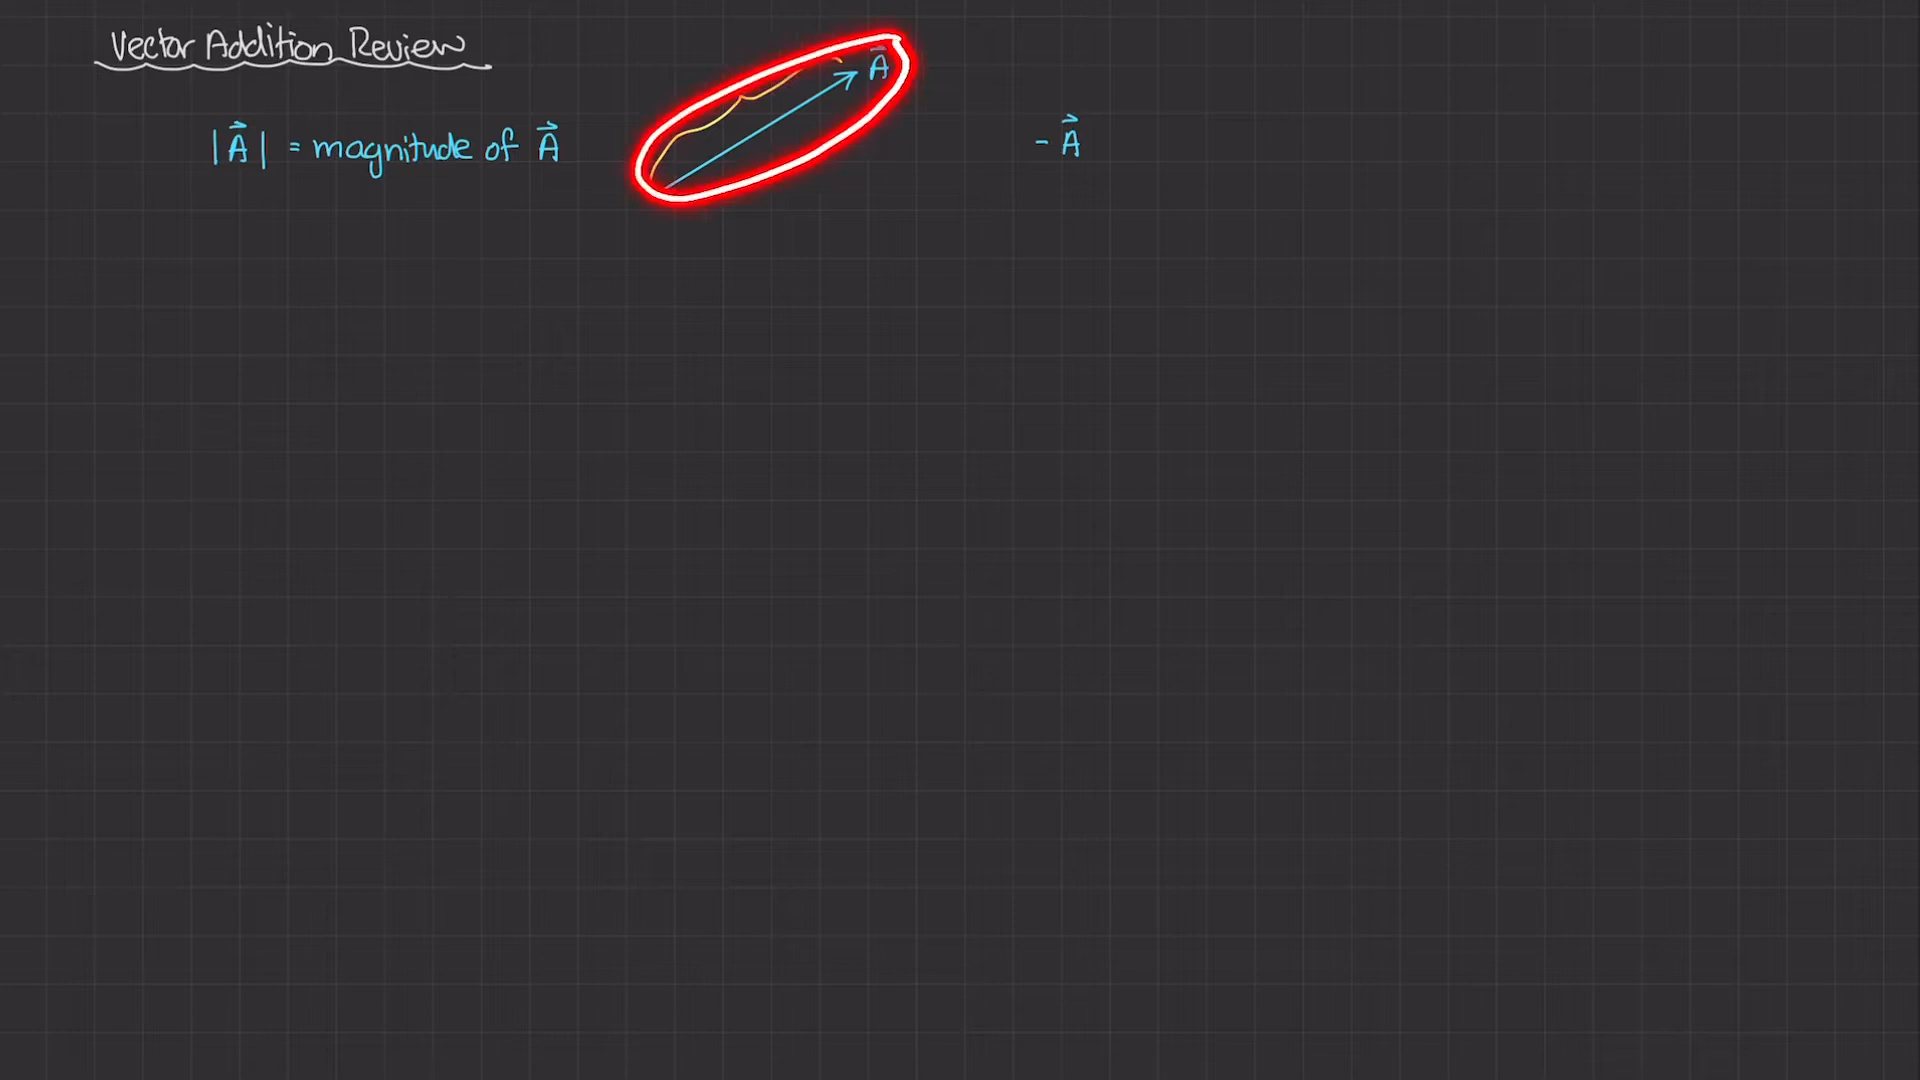 Vector Addition Review
A⃗
|A⃗| = magnitude of A⃗
- A⃗